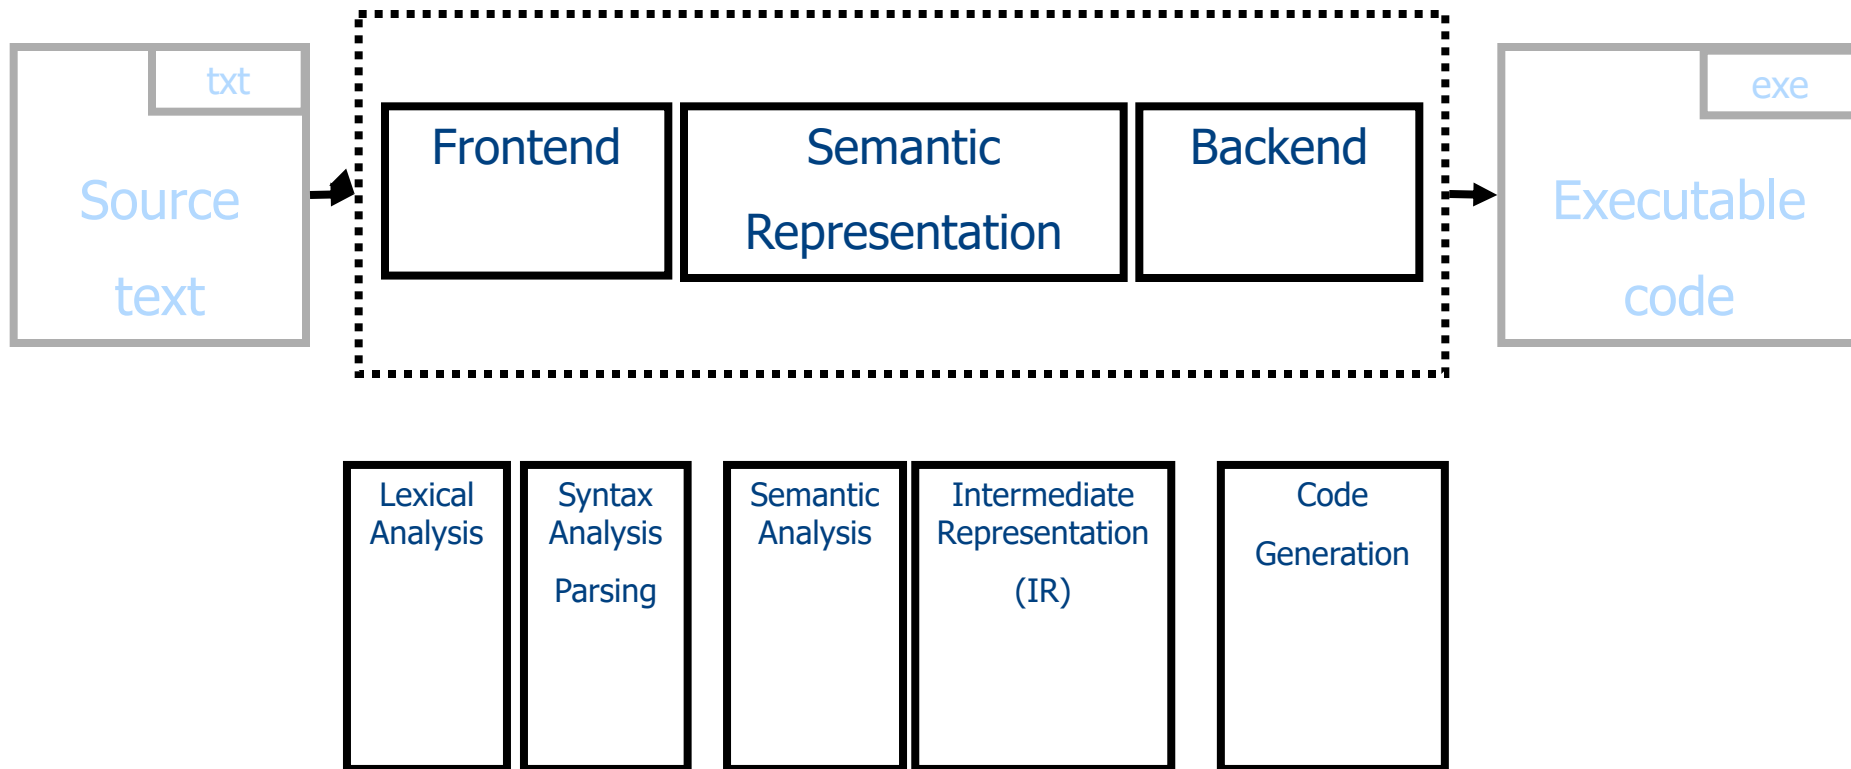 txt
Source
text
Frontend
Semantic
Representation
Backend
exe
Executable
code
Lexical
Analysis
Syntax
Analysis
Parsing
Semantic
Analysis
Intermediate
Representation
(IR)
Code
Generation